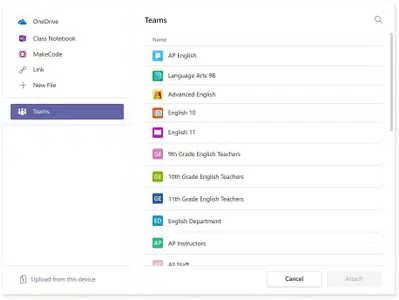 OneDrive
Class Notebook
MakeCode
Link
New File
Teams
Upload from this device
Teams
Name
AP English
Language Arts 9B
Advanced English
English 10
English 11
GE 9th Grade English Teachers
GE 10th Grade English Teachers
GE 11th Grade English Teachers
ED English Department
AP AP Instructors
AS All Staff
Cancel
Attach